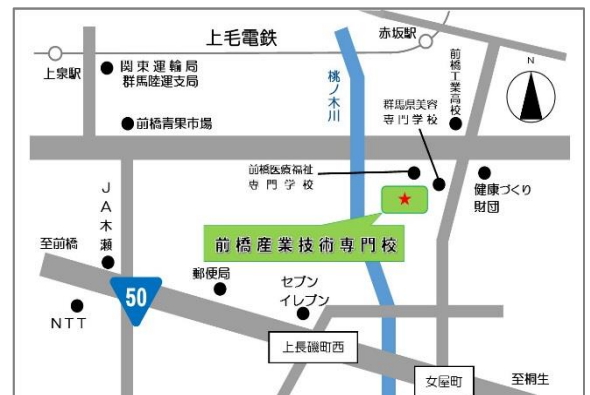 上毛電鉄
赤坂駅
上泉駅
関東運輸局
群馬陸運支局
桃ノ木川
前橋工業高校
N
群馬県美容
専門学校
前橋青果市場
前橋医療福祉
専門学校
健康づくり
財団
JA木瀬
前橋産業技術専門校
至前橋
郵便局
セブン
イレブン
50
NTT
上長磯町西
女屋町
至桐生